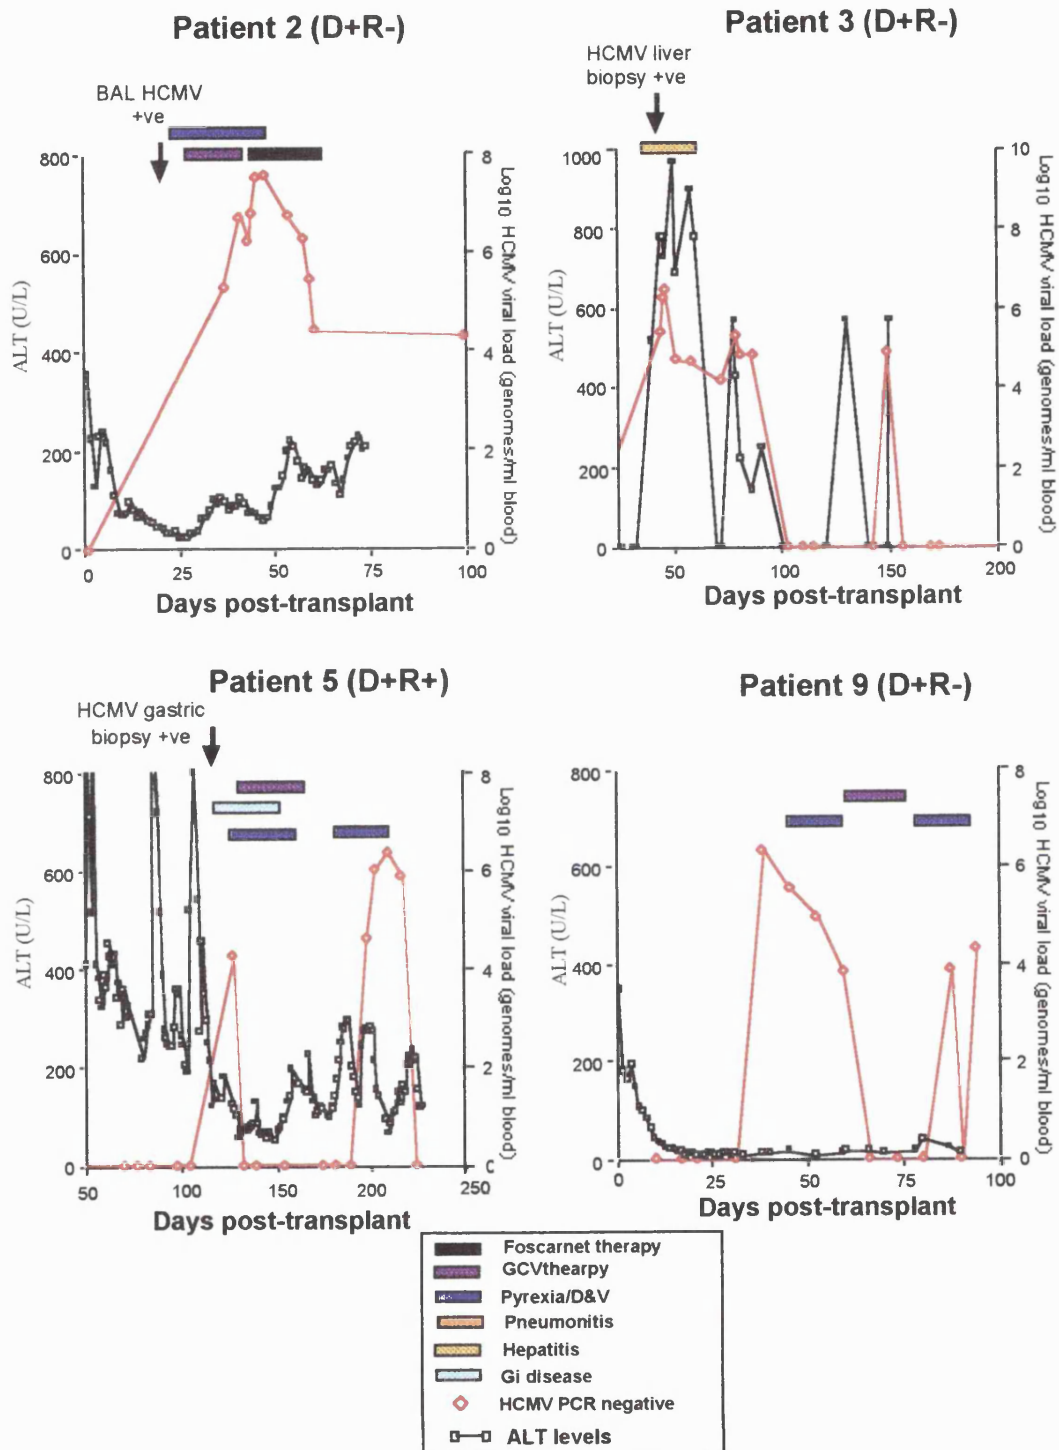 Patient 2 (D+R-)
BAL HCMV
+ve
800
600
400
200
0
ALT (U/L)
8
6
4
2
0
Log10 HCMV viral load (genomes/ml blood)
0 25 50 75 100
Days post-transplant
Patient 3 (D+R-)
HCMV liver
biopsy +ve
1000
800
600
400
200
0
ALT (U/L)
10
8
6
4
2
0
Log10 HCMV viral load (genomes/ml blood)
50 100 150 200
Days post-transplant
Patient 5 (D+R+)
HCMV gastric
biopsy +ve
800
600
400
200
0
ALT (U/L)
8
6
4
2
0
Log10 HCMV viral load (genomes/ml blood)
50 100 150 200 250
Days post-transplant
Patient 9 (D+R-)
800
600
400
200
0
ALT (U/L)
8
6
4
2
0
Log10 HCMV viral load (genomes/ml blood)
0 25 50 75 100
Days post-transplant
Foscarnet therapy
GCVthearpy
Pyrexia/D&V
Pneumonitis
Hepatitis
Gi disease
HCMV PCR negative
ALT levels